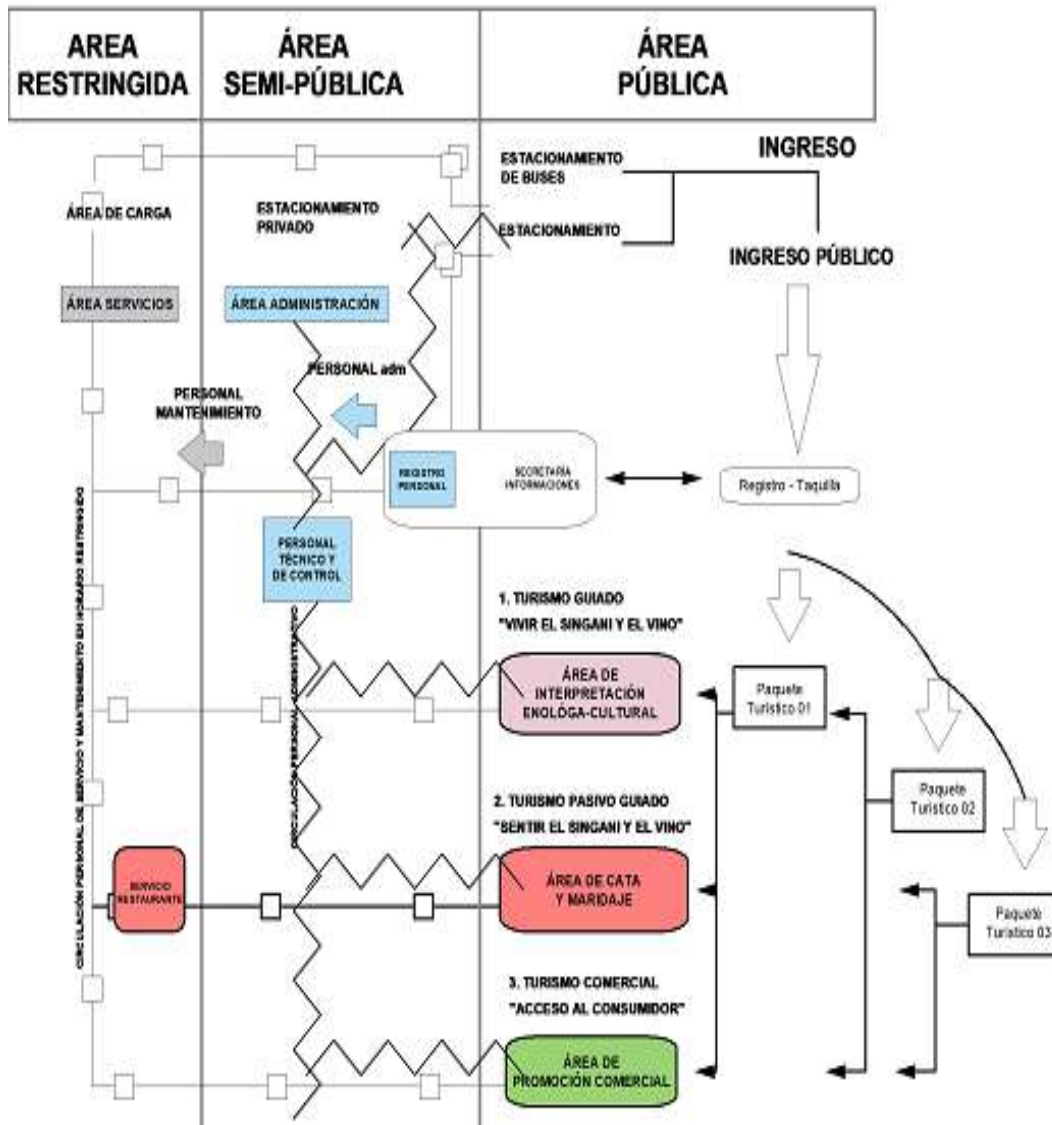 AREA
RESTRINGIDA
ÁREA
SEMI-PÚBLICA
ÁREA
PÚBLICA
INGRESO
ESTACIONAMIENTO
DE BUSES
ÁREA DE CARGA
ESTACIONAMIENTO
PRIVADO
ESTACIONAMIENTO
INGRESO PÚBLICO
ÁREA SERVICIOS
ÁREA ADMINISTRACIÓN
PERSONAL adm
PERSONAL
MANTENIMIENTO
REGISTRO
PERSONAL
SECRETARÍA
INFORMACIONES
Registro - Taquilla
PERSONAL
TÉCNICO Y
DE CONTROL
CIRCULACIÓN PERSONAL DE SERVICIO Y MANTENIMIENTO EN HORARIO RESTRINGIDO
CIRCULACIÓN PERSONAL ADMINISTRATIVO
1. TURISMO GUIADO
"VIVIR EL SINGANI Y EL VINO"
ÁREA DE
INTERPRETACIÓN
ENOLÓGA-CULTURAL
Paquete
Turístico 01
2. TURISMO PASIVO GUIADO
"SENTIR EL SINGANI Y EL VINO"
Paquete
Turístico 02
SERVICIO
RESTAURANTE
ÁREA DE CATA
Y MARIDAJE
Paquete
Turístico 03
3. TURISMO COMERCIAL
"ACCESO AL CONSUMIDOR"
ÁREA DE
PROMOCIÓN COMERCIAL